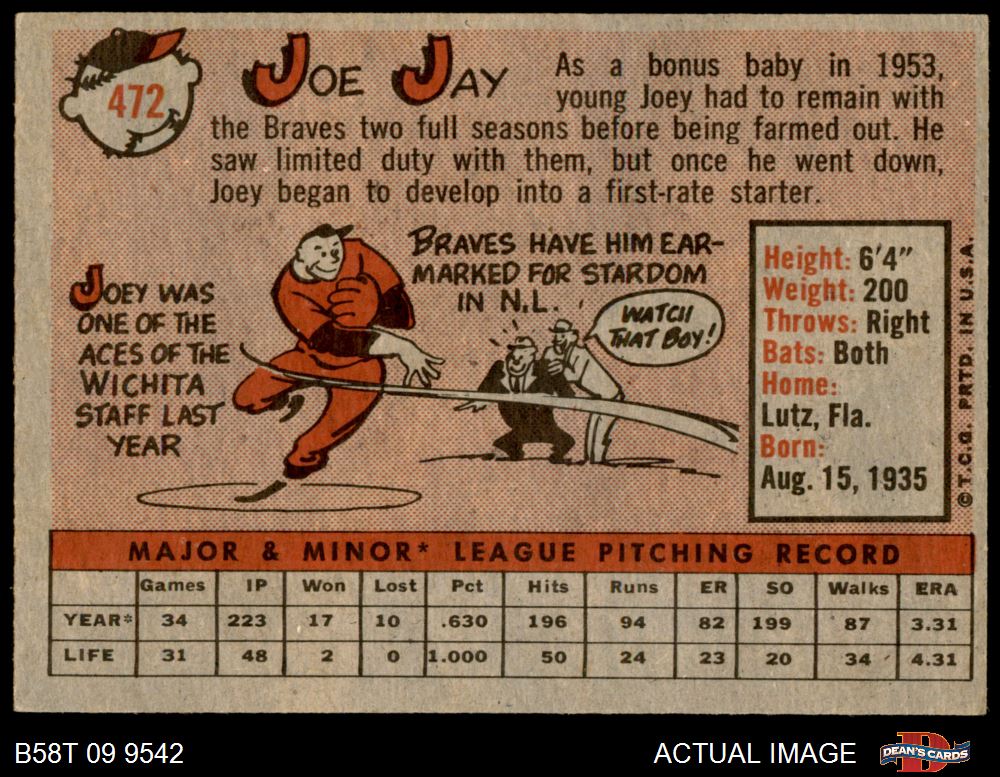 472
JOE JAY
As a bonus baby in 1953,
young Joey had to remain with
the Braves two full seasons before being farmed out. He
saw limited duty with them, but once he went down,
Joey began to develop into a first-rate starter.
JOEY WAS
ONE OF THE
ACES OF THE
WICHITA
STAFF LAST
YEAR
BRAVES HAVE HIM EAR-
MARKED FOR STARDOM
IN N.L.
WATCH
THAT BOY!
Height: 6'4"
Weight: 200
Throws: Right
Bats: Both
Home:
Lutz, Fla.
Born:
Aug. 15, 1935
©T.C.G. PRTD. IN U.S.A.
MAJOR & MINOR* LEAGUE PITCHING RECORD
Games IP Won Lost Pct Hits Runs ER SO Walks ERA
YEAR* 34 223 17 10 .630 196 94 82 199 87 3.31
LIFE 31 48 2 0 1.000 50 24 23 20 34 4.31
B58T 09 9542
ACTUAL IMAGE
DEAN'S CARDS